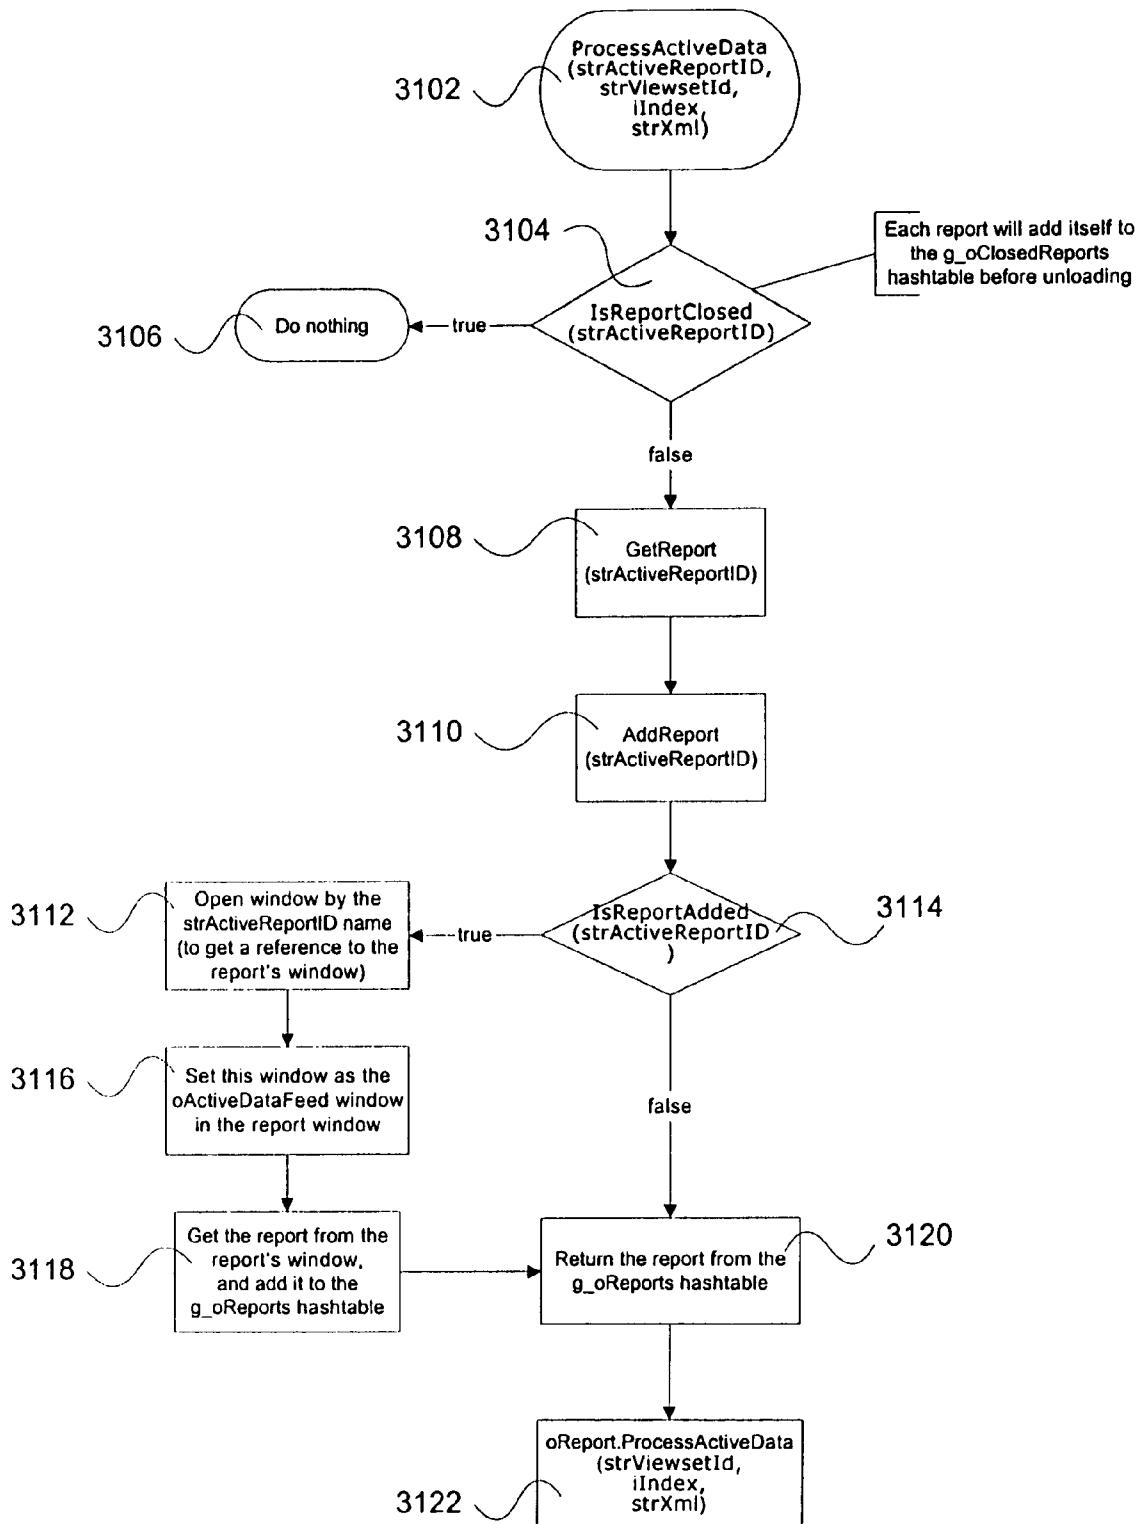 ProcessActiveData
(strActiveReportID,
strViewsetId,
iIndex,
strXml)
3102
3104
Each report will add itself to
the g_oClosedReports
hashtable before unloading
IsReportClosed
(strActiveReportID)
true
Do nothing
3106
false
3108
GetReport
(strActiveReportID)
3110
AddReport
(strActiveReportID)
3112
Open window by the
strActiveReportID name
(to get a reference to the
report's window)
true
IsReportAdded
(strActiveReportID
)
3114
3116
Set this window as the
oActiveDataFeed window
in the report window
false
3118
Get the report from the
report's window,
and add it to the
g_oReports hashtable
Return the report from the
g_oReports hashtable
3120
oReport.ProcessActiveData
(strViewsetId,
iIndex,
strXml)
3122